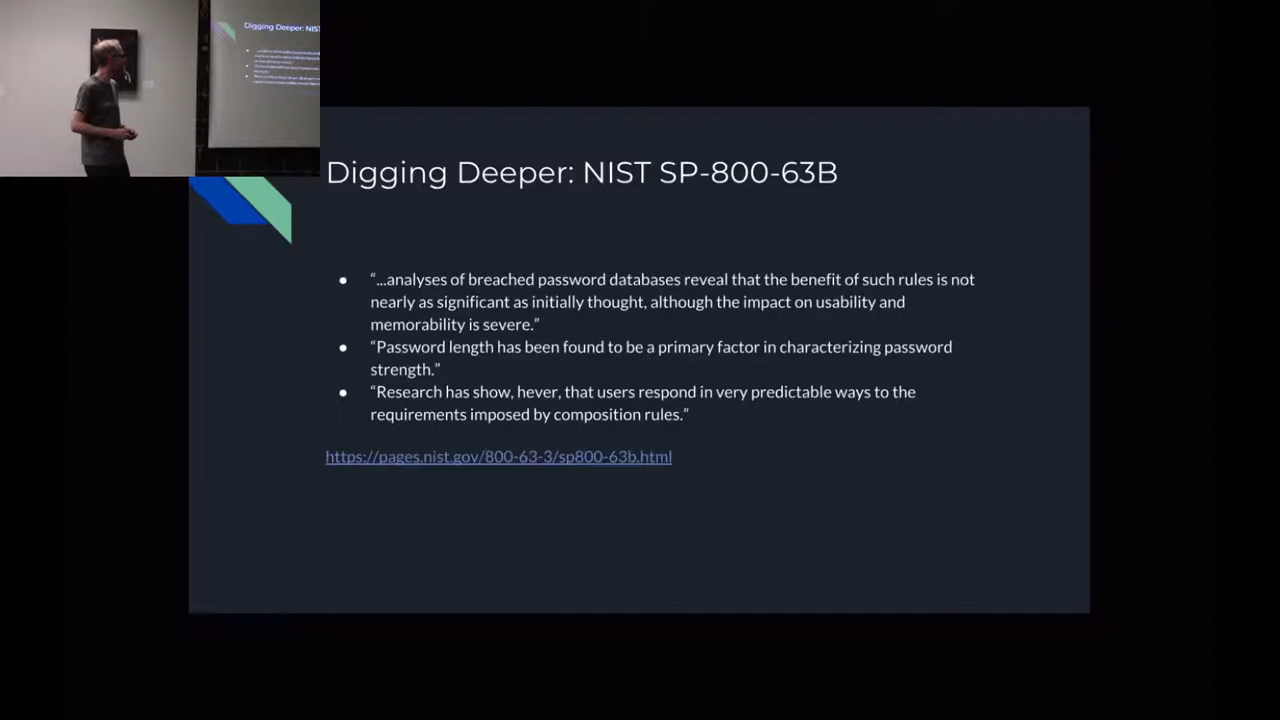 Digging Deeper: NIST
Digging Deeper: NIST SP-800-63B
● “...analyses of breached password databases reveal that the benefit of such rules is not
nearly as significant as initially thought, although the impact on usability and
memorability is severe.”
● “Password length has been found to be a primary factor in characterizing password
strength.”
● “Research has show, hever, that users respond in very predictable ways to the
requirements imposed by composition rules.”
https://pages.nist.gov/800-63-3/sp800-63b.html